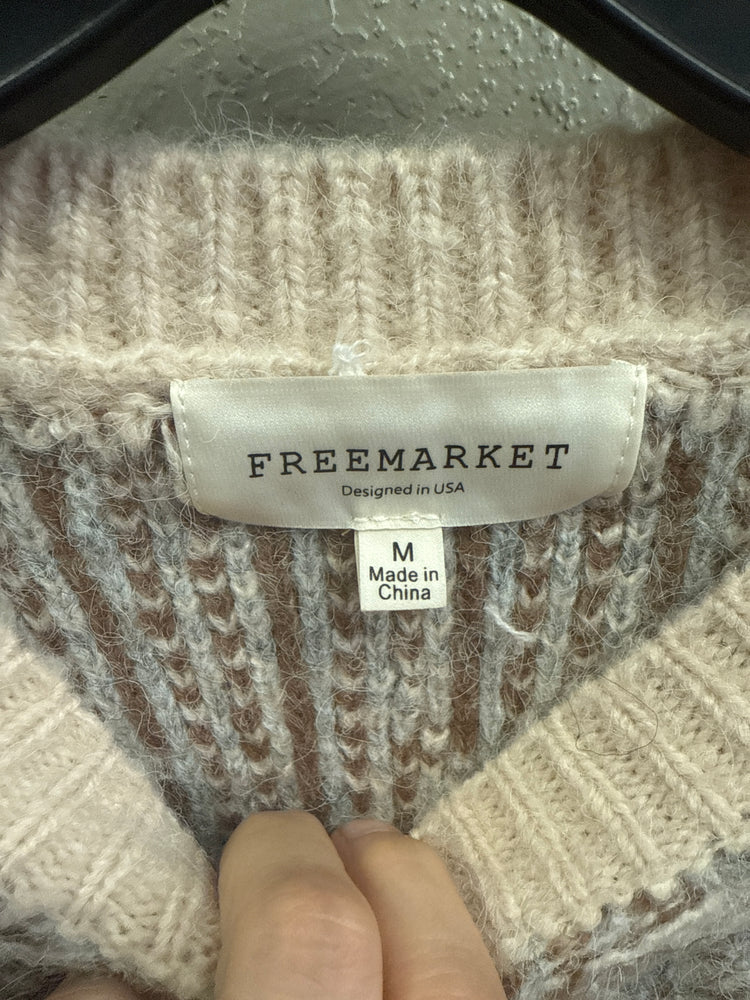 FREEMARKET
Designed in USA
M
Made in
China